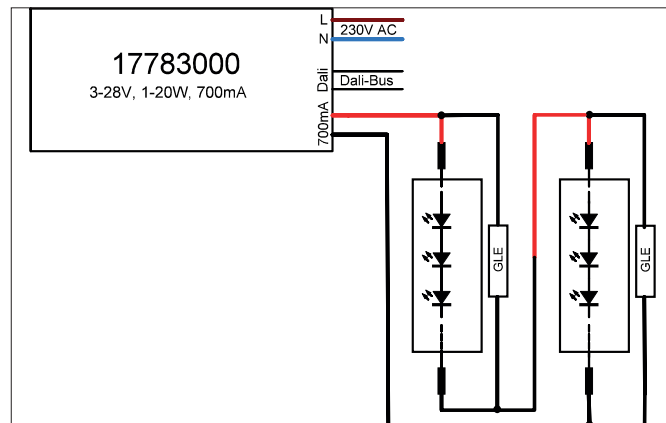 L
230V AC
N
17783000
3-28V, 1-20W, 700mA
Dali
Dali-Bus
700mA
GLE
GLE